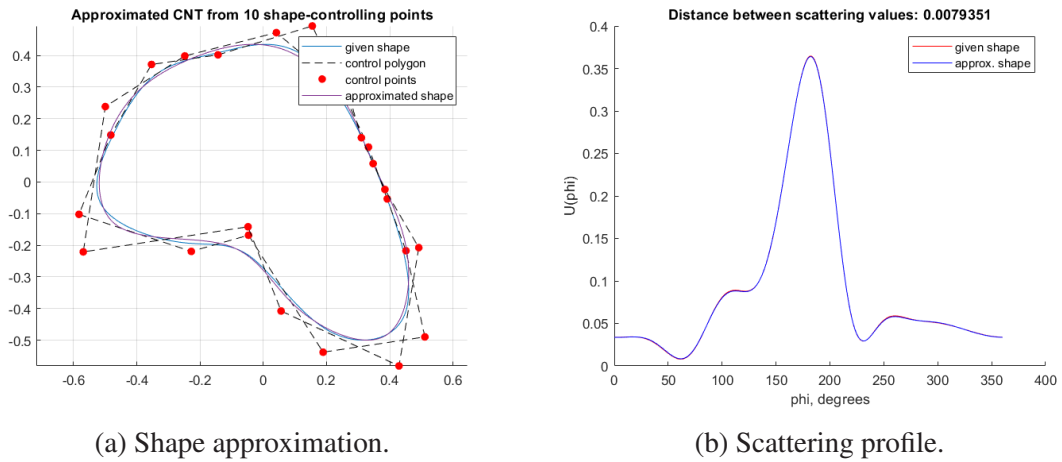 Approximated CNT from 10 shape-controlling points
given shape
control polygon
control points
approximated shape
0.4
0.3
0.2
0.1
0
-0.1
-0.2
-0.3
-0.4
-0.5
-0.6 -0.4 -0.2 0 0.2 0.4 0.6
(a) Shape approximation.
Distance between scattering values: 0.0079351
given shape
approx. shape
U(phi)
0.4
0.35
0.3
0.25
0.2
0.15
0.1
0.05
0
0 50 100 150 200 250 300 350 400
phi, degrees
(b) Scattering profile.